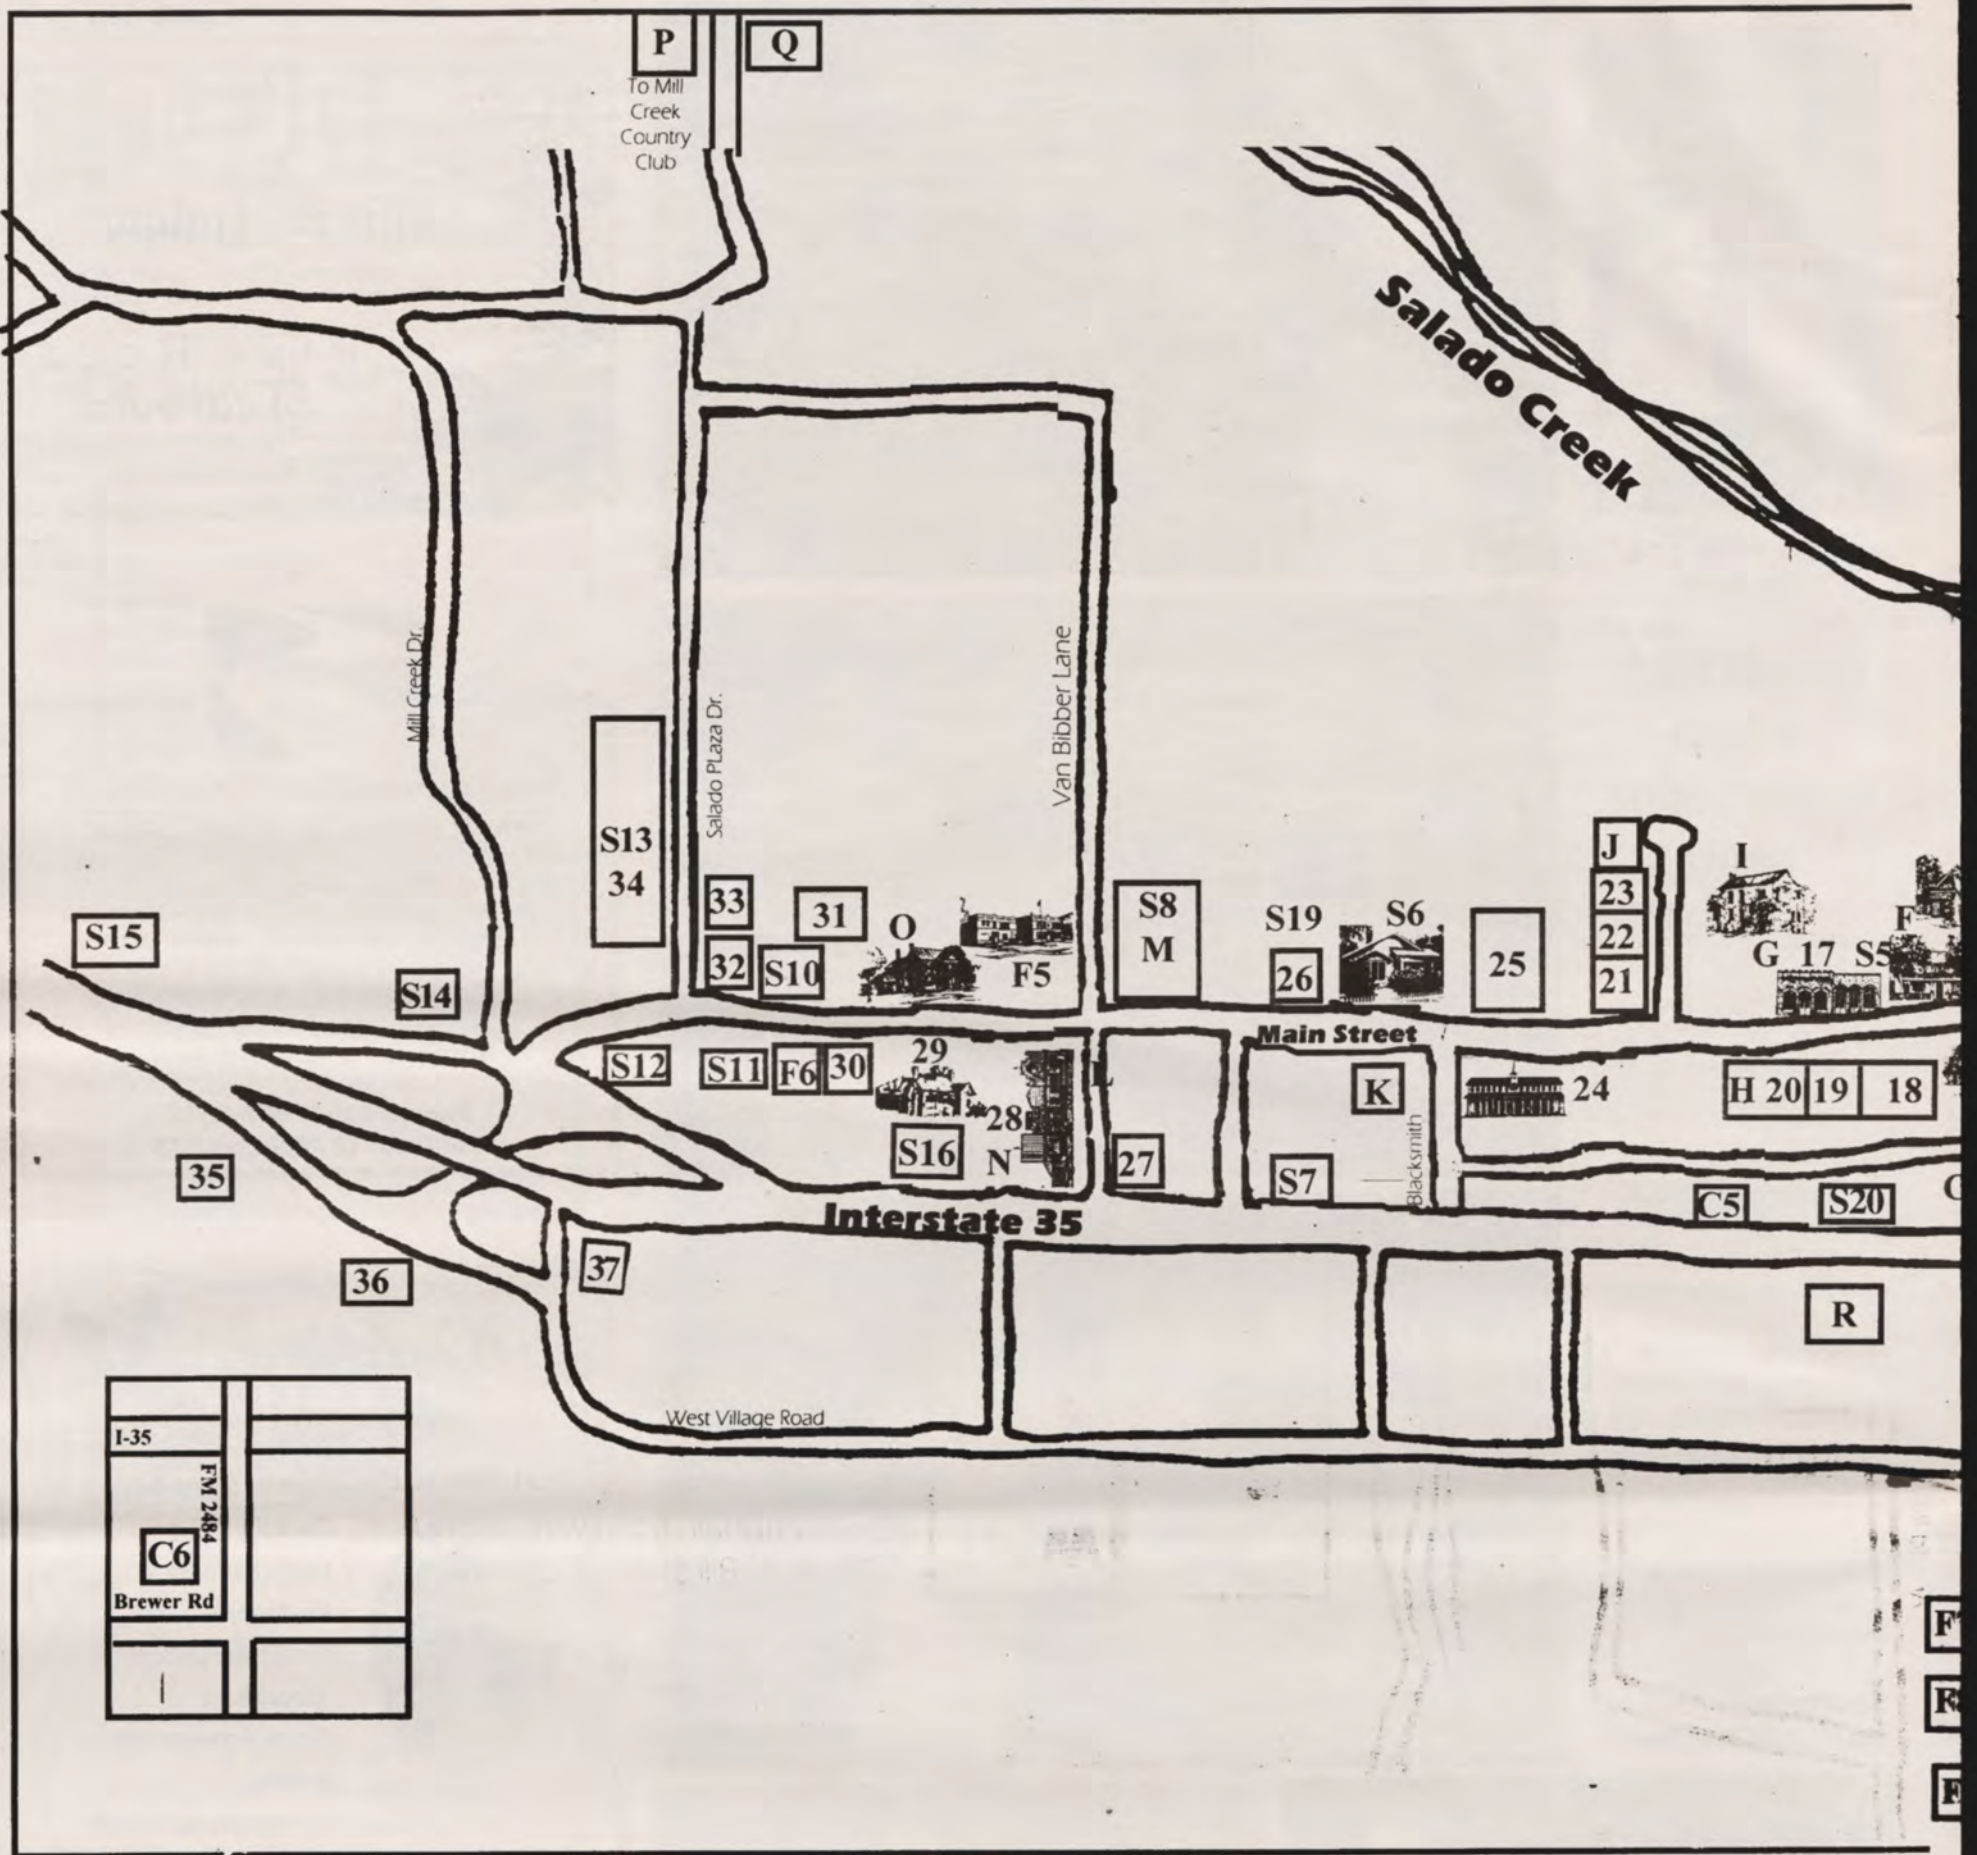 P
Q
To Mill
Creek
Country
Club
Salado Creek
Mill Creek Dr.
Salado PLaza Dr.
Van Bibber Lane
S13
34
33
32
31
S10
O
F5
S8
M
S19
26
S6
25
J
23
22
21
I
F
G 17 S5
S15
S14
Main Street
S12
S11
F6
30
29
28
S16
N
L
27
K
S7
Blacksmith
24
H 20
19
18
C5
S20
35
36
37
Interstate 35
R
West Village Road
I-35
FM 2484
C6
Brewer Rd